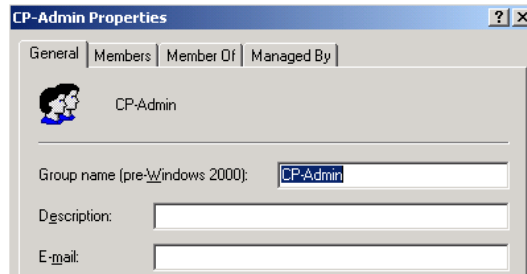 CP-Admin Properties
General Members Member Of Managed By
CP-Admin
Group name (pre-Windows 2000): CP-Admin
Description:
E-mail: